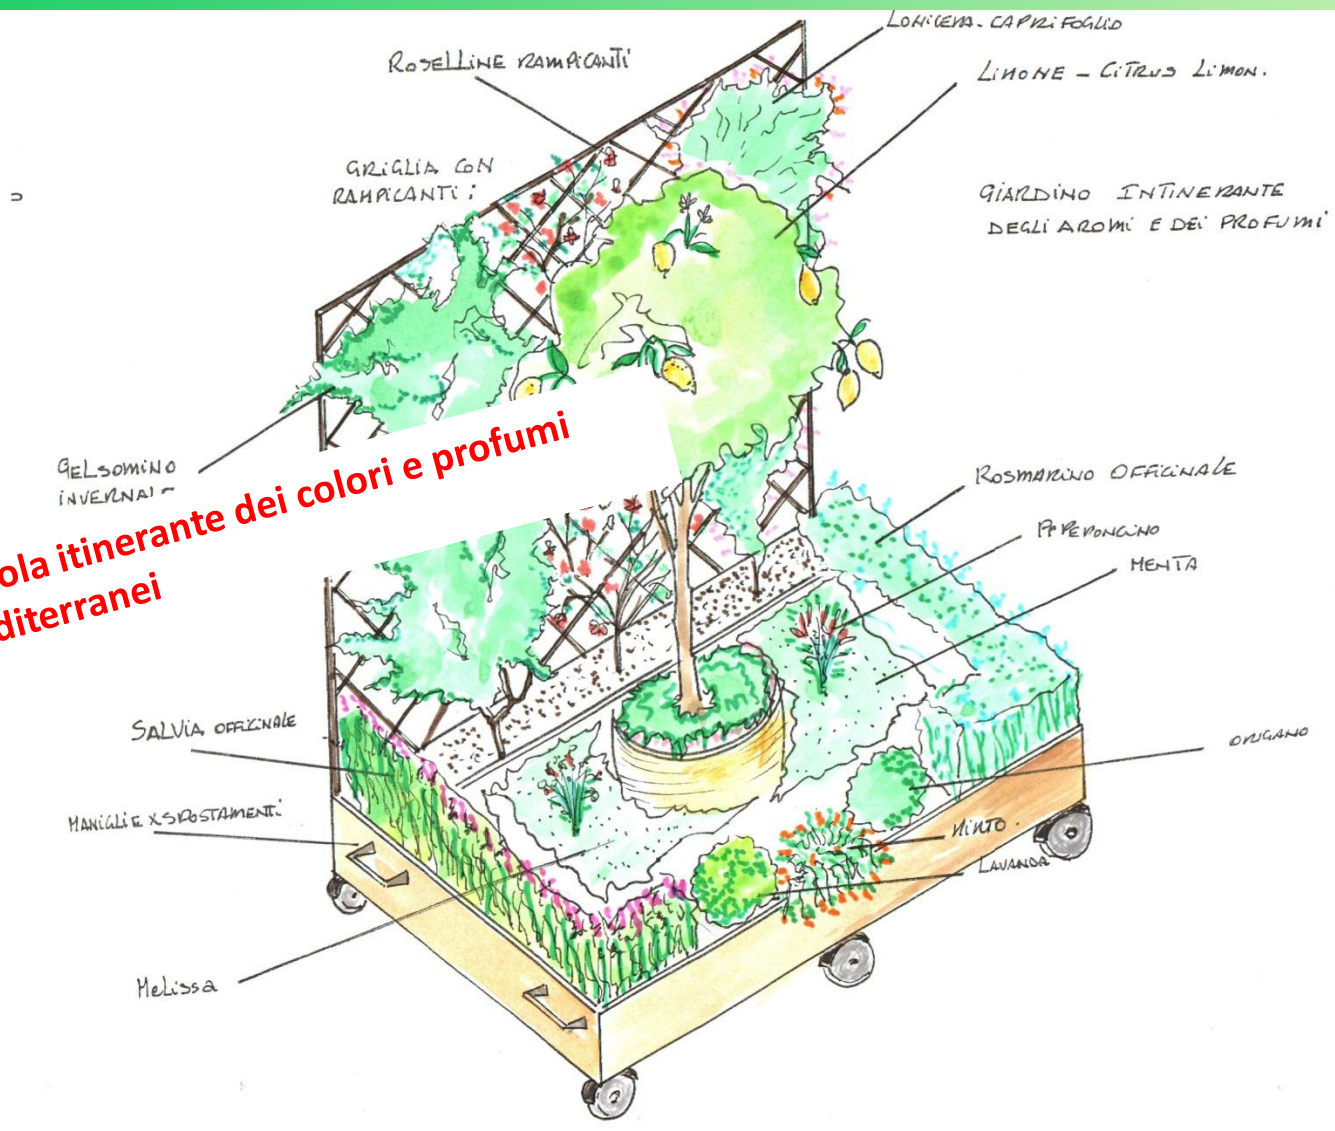 LONICERA - CAPRIFOGLIO
ROSELLINE RAMPICANTI
LIMONE - CITRUS LIMON.
GRIGLIA CON
RAMPICANTI:
GIARDINO INTINERANTE
DEGLI AROMI E DEI PROFUMI
GELSOMINO
INVERNALE
ola itinerante dei colori e profumi
diterranei
ROSMARINO OFFICINALE
PEPERONCINO
MENTA
SALVIA OFFICINALE
ORIGANO
MANIGLIE X SPOSTAMENTI
MIRTO.
LAVANDA
Melissa